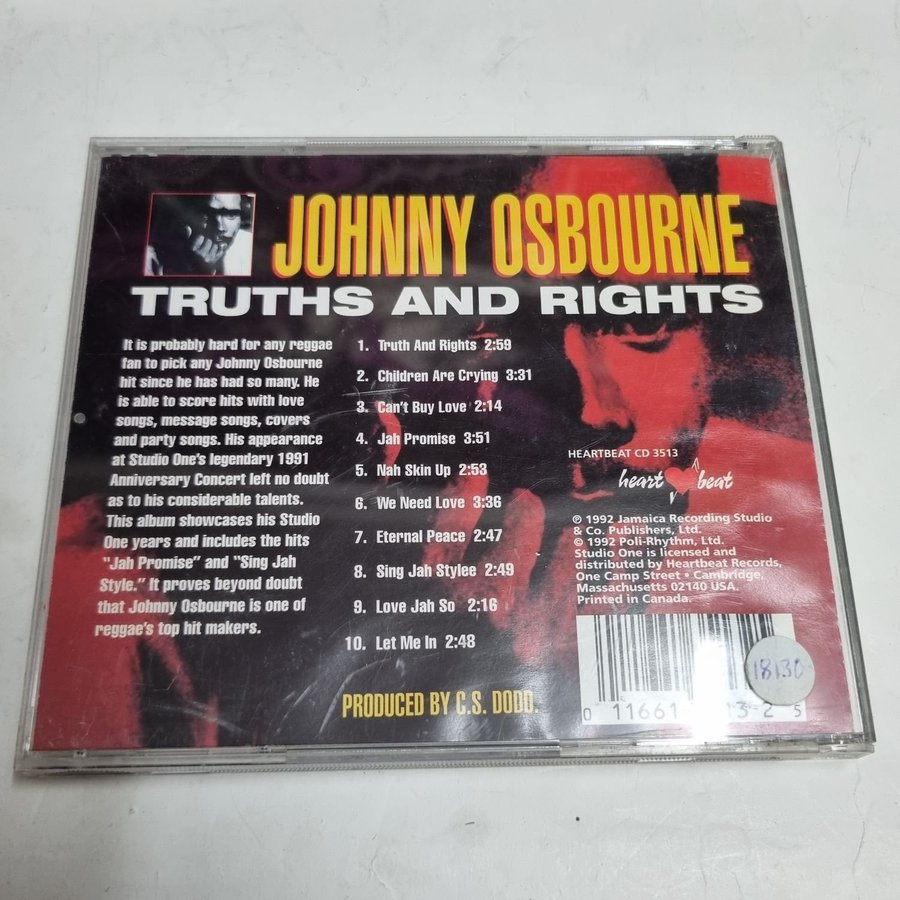 JOHNNY OSBOURNE
TRUTHS AND RIGHTS
It is probably hard for any reggae
fan to pick any Johnny Osbourne
hit since he has had so many. He
is able to score hits with love
songs, message songs, covers
and party songs. His appearance
at Studio One's legendary 1991
Anniversary Concert left no doubt
as to his considerable talents.
This album showcases his Studio
One years and includes the hits
"Jah Promise" and "Sing Jah
Style." It proves beyond doubt
that Johnny Osbourne is one of
reggae's top hit makers.
1. Truth And Rights 2:59
2. Children Are Crying 3:31
3. Can't Buy Love 2:14
4. Jah Promise 3:51
5. Nah Skin Up 2:53
6. We Need Love 3:36
7. Eternal Peace 2:47
8. Sing Jah Stylee 2:49
9. Love Jah So 2:16
10. Let Me In 2:48
PRODUCED BY C.S. DODD.
HEARTBEAT CD 3513
heart beat
℗ 1992 Jamaica Recording Studio
& Co. Publishers, Ltd.
© 1992 Poli-Rhythm, Ltd.
Studio One is licensed and
distributed by Heartbeat Records,
One Camp Street • Cambridge,
Massachusetts 02140 USA.
Printed in Canada.
18130
0 11661 13-2 5